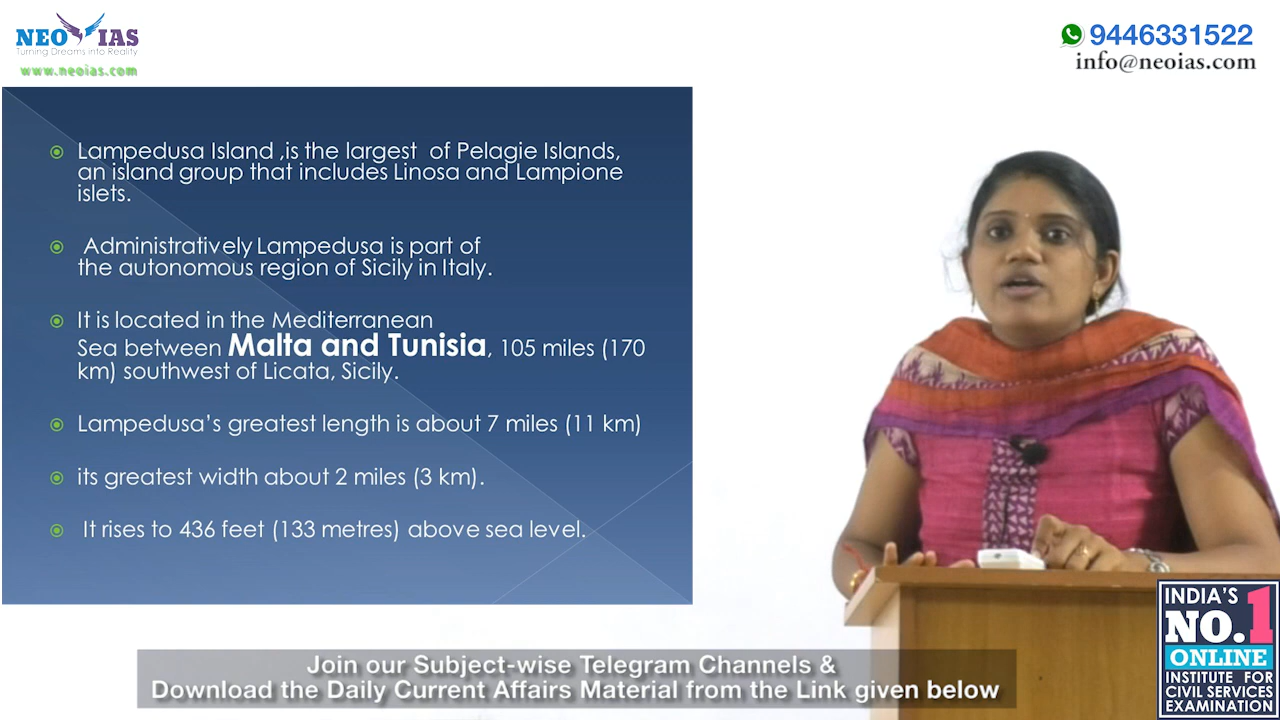 NEO IAS
Turning Dreams into Reality
www.neoias.com
9446331522
info@neoias.com
Lampedusa Island ,is the largest of Pelagie Islands,
an island group that includes Linosa and Lampione
islets.
Administratively Lampedusa is part of
the autonomous region of Sicily in Italy.
It is located in the Mediterranean
Sea between Malta and Tunisia, 105 miles (170
km) southwest of Licata, Sicily.
Lampedusa’s greatest length is about 7 miles (11 km)
its greatest width about 2 miles (3 km).
It rises to 436 feet (133 metres) above sea level.
INDIA'S
NO.1
ONLINE
INSTITUTE FOR
CIVIL SERVICES
EXAMINATION
Join our Subject-wise Telegram Channels &
Download the Daily Current Affairs Material from the Link given below